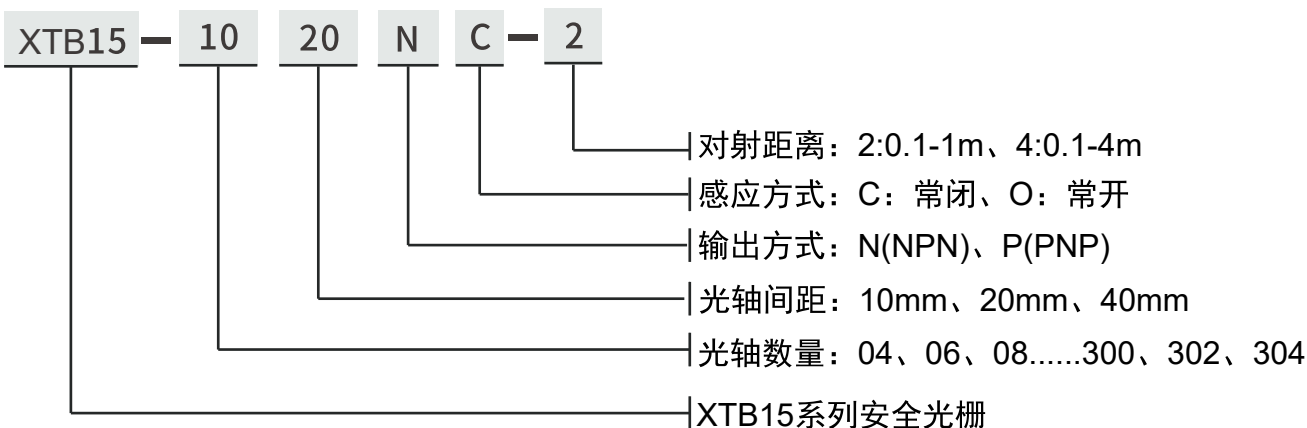 XTB15-1020NC-2
对射距离：2:0.1-1m、4:0.1-4m
感应方式：C：常闭、O：常开
输出方式：N(NPN)、P(PNP)
光轴间距：10mm、20mm、40mm
光轴数量：04、06、08......300、302、304
XTB15系列安全光栅